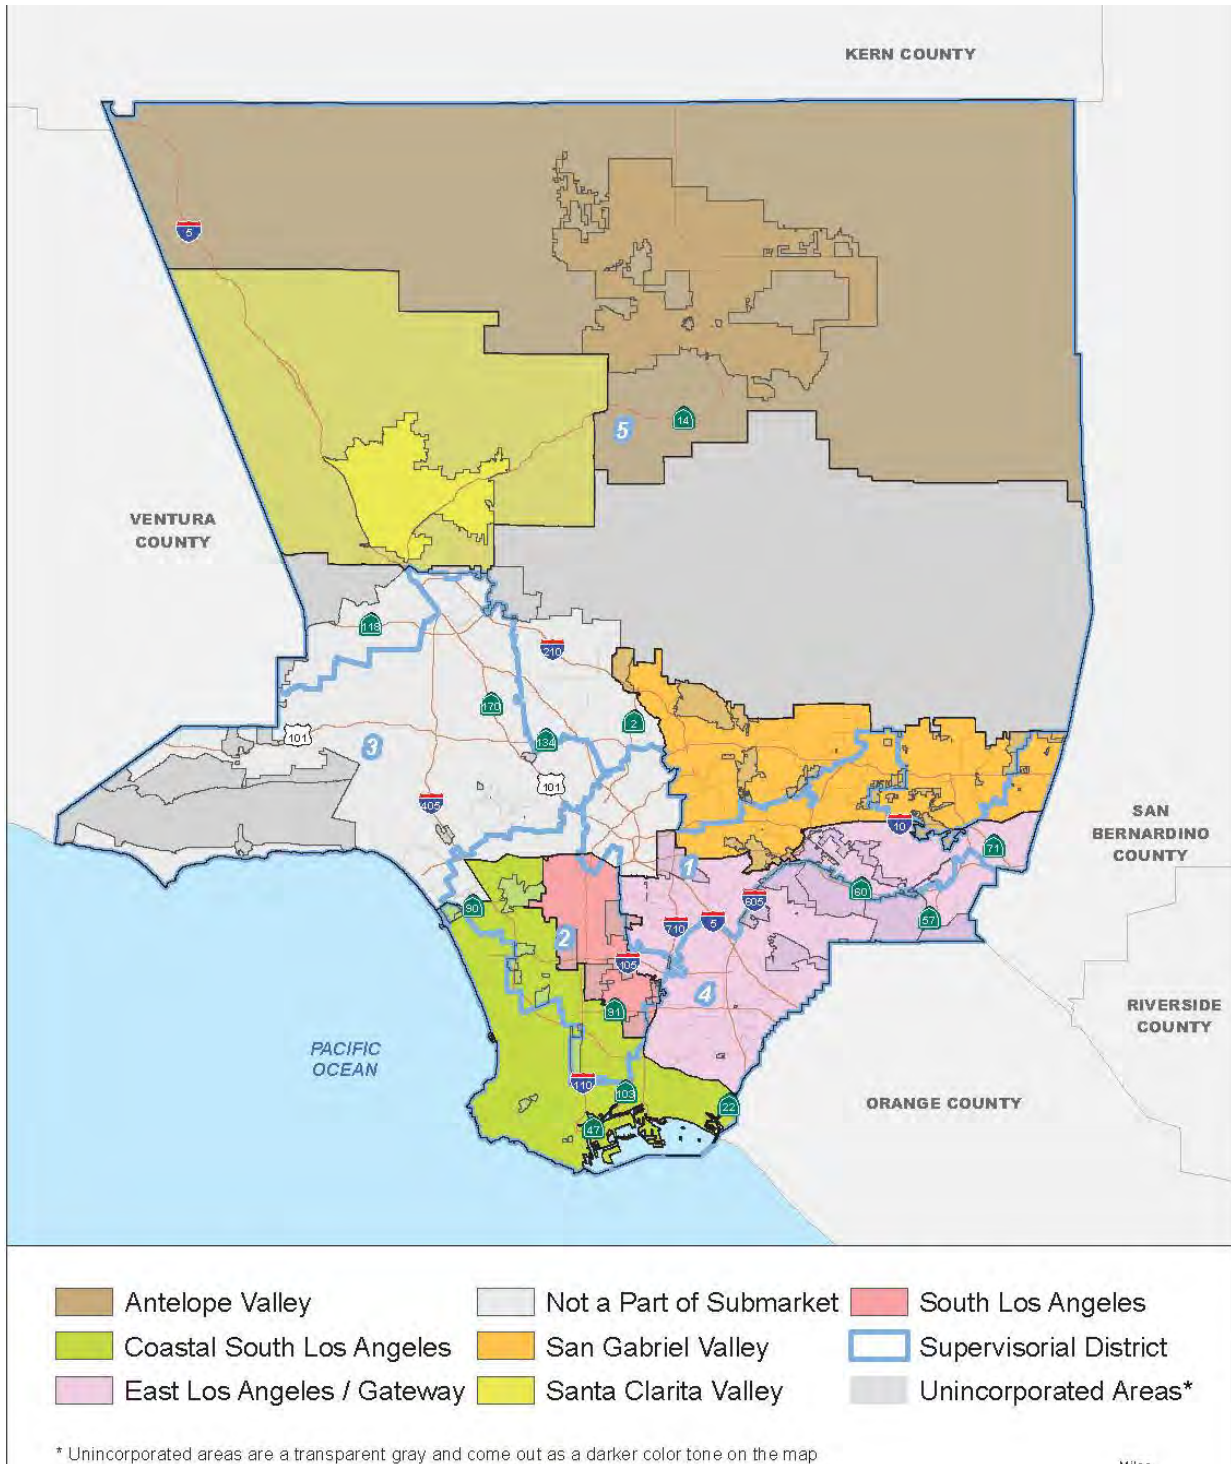 KERN COUNTY
5
5
14
VENTURA
COUNTY
118
210
170
2
101
3
134
101
405
SAN
BERNARDINO
COUNTY
10
71
1
60
90
605
57
710
5
2
105
4
91
RIVERSIDE
COUNTY
PACIFIC
OCEAN
110
103
ORANGE COUNTY
22
47
Antelope Valley
Not a Part of Submarket
South Los Angeles
Coastal South Los Angeles
San Gabriel Valley
Supervisorial District
East Los Angeles / Gateway
Santa Clarita Valley
Unincorporated Areas*
* Unincorporated areas are a transparent gray and come out as a darker color tone on the map